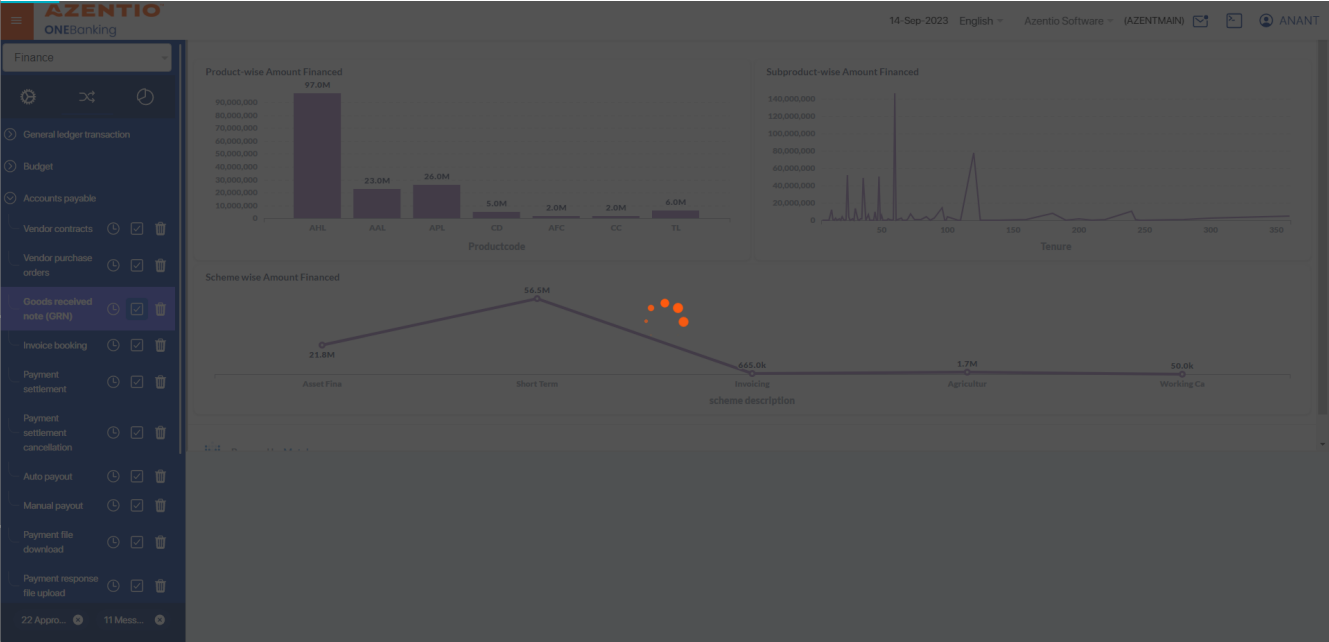 AZENTIO
ONEBanking
14-Sep-2023 English Azentio Software (AZENTMAIN) ANANT
Finance
General ledger transaction
Budget
Accounts payable
Vendor contracts
Vendor purchase
orders
Goods received
note (GRN)
Invoice booking
Payment
settlement
Payment
settlement
cancellation
Auto payout
Manual payout
Payment file
download
Payment response
file upload
22 Appro... 11 Mess...
Product-wise Amount Financed
97.0M
90,000,000
80,000,000
70,000,000
60,000,000
50,000,000
40,000,000
30,000,000
20,000,000
10,000,000
0
23.0M
26.0M
5.0M
2.0M
2.0M
6.0M
AHL AAL APL CD AFC CC TL
Productcode
Subproduct-wise Amount Financed
140,000,000
120,000,000
100,000,000
80,000,000
60,000,000
40,000,000
20,000,000
0
50 100 150 200 250 300 350
Tenure
Scheme wise Amount Financed
56.5M
21.8M
665.0k
1.7M
50.0k
Asset Fina Short Term Invoicing Agricultur Working Ca
scheme description